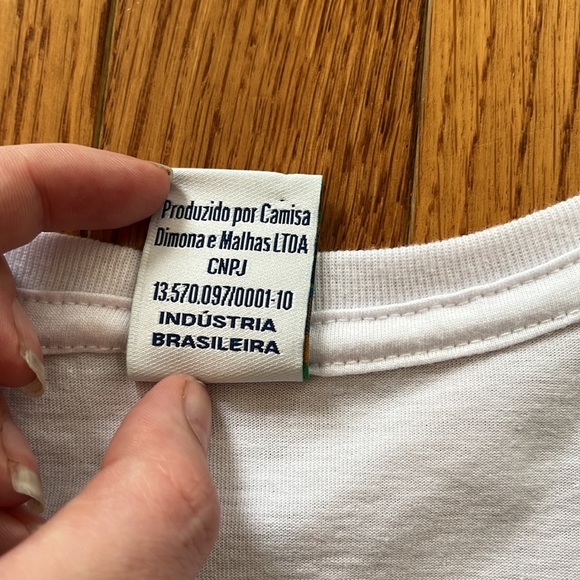 Produzido por Camisa
Dimona e Malhas LTDA
CNPJ
13.570.097/0001-10
INDÚSTRIA
BRASILEIRA